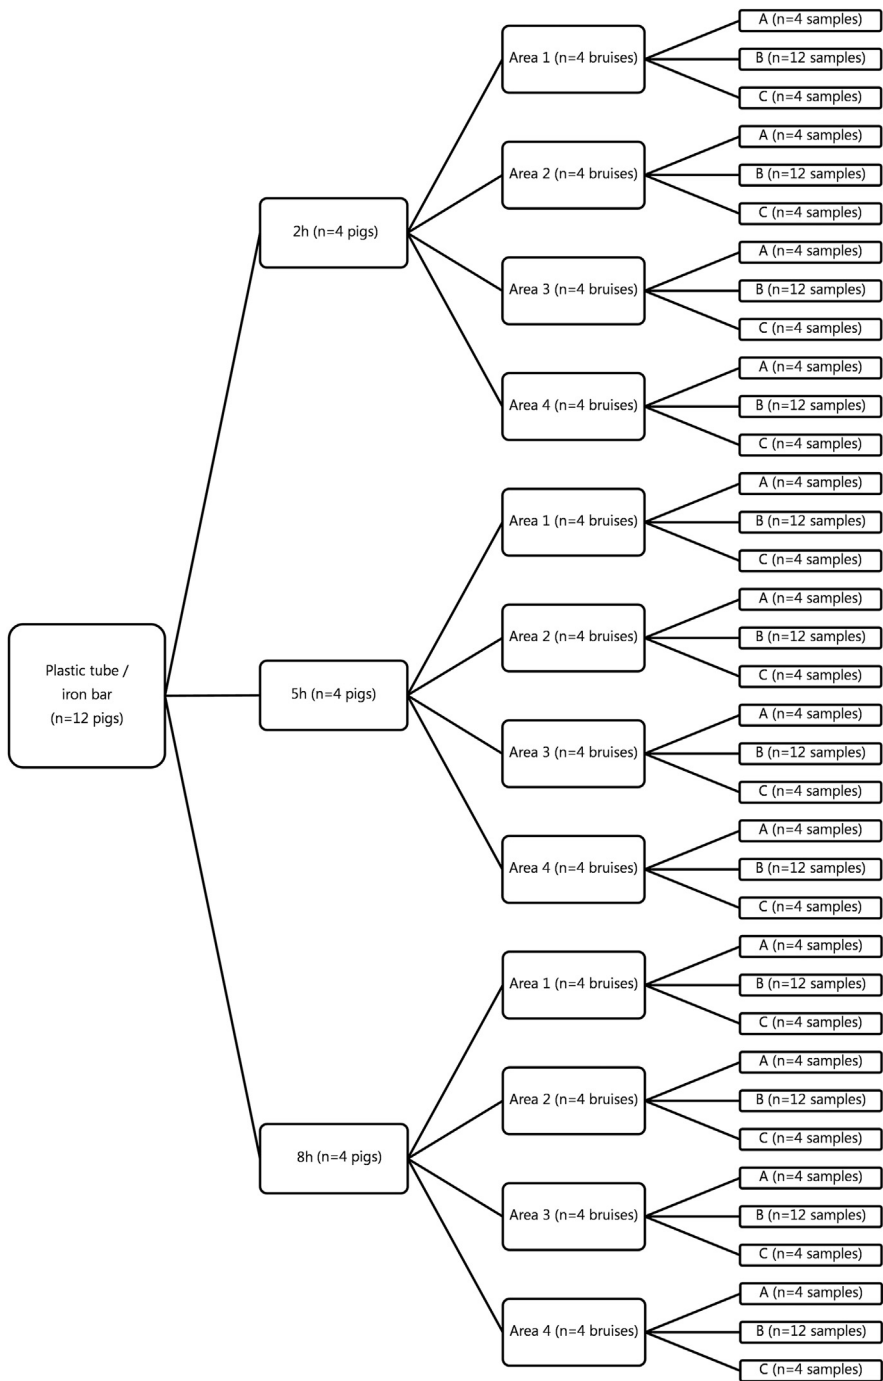 Plastic tube /
iron bar
(n=12 pigs)
2h (n=4 pigs)
Area 1 (n=4 bruises)
A (n=4 samples)
B (n=12 samples)
C (n=4 samples)
Area 2 (n=4 bruises)
A (n=4 samples)
B (n=12 samples)
C (n=4 samples)
Area 3 (n=4 bruises)
A (n=4 samples)
B (n=12 samples)
C (n=4 samples)
Area 4 (n=4 bruises)
A (n=4 samples)
B (n=12 samples)
C (n=4 samples)
5h (n=4 pigs)
Area 1 (n=4 bruises)
A (n=4 samples)
B (n=12 samples)
C (n=4 samples)
Area 2 (n=4 bruises)
A (n=4 samples)
B (n=12 samples)
C (n=4 samples)
Area 3 (n=4 bruises)
A (n=4 samples)
B (n=12 samples)
C (n=4 samples)
Area 4 (n=4 bruises)
A (n=4 samples)
B (n=12 samples)
C (n=4 samples)
8h (n=4 pigs)
Area 1 (n=4 bruises)
A (n=4 samples)
B (n=12 samples)
C (n=4 samples)
Area 2 (n=4 bruises)
A (n=4 samples)
B (n=12 samples)
C (n=4 samples)
Area 3 (n=4 bruises)
A (n=4 samples)
B (n=12 samples)
C (n=4 samples)
Area 4 (n=4 bruises)
A (n=4 samples)
B (n=12 samples)
C (n=4 samples)